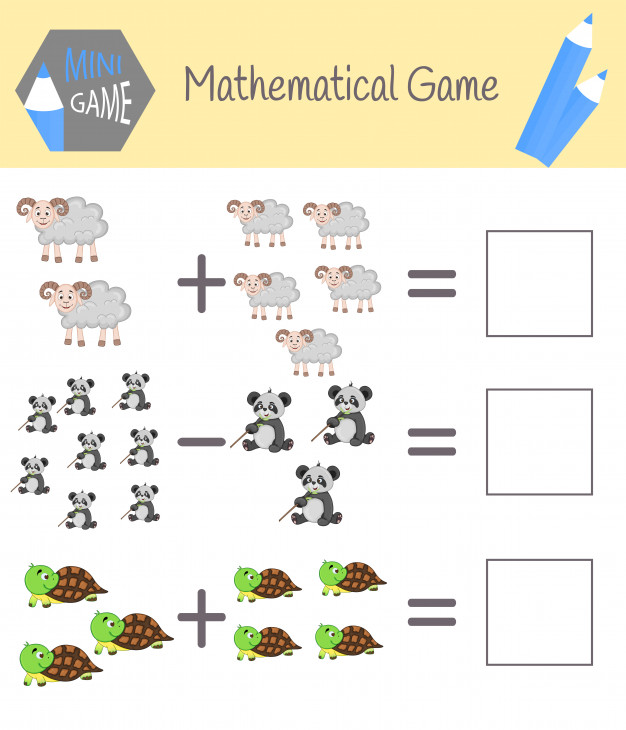 MINI
GAME
Mathematical Game
+
=
−
=
+
=